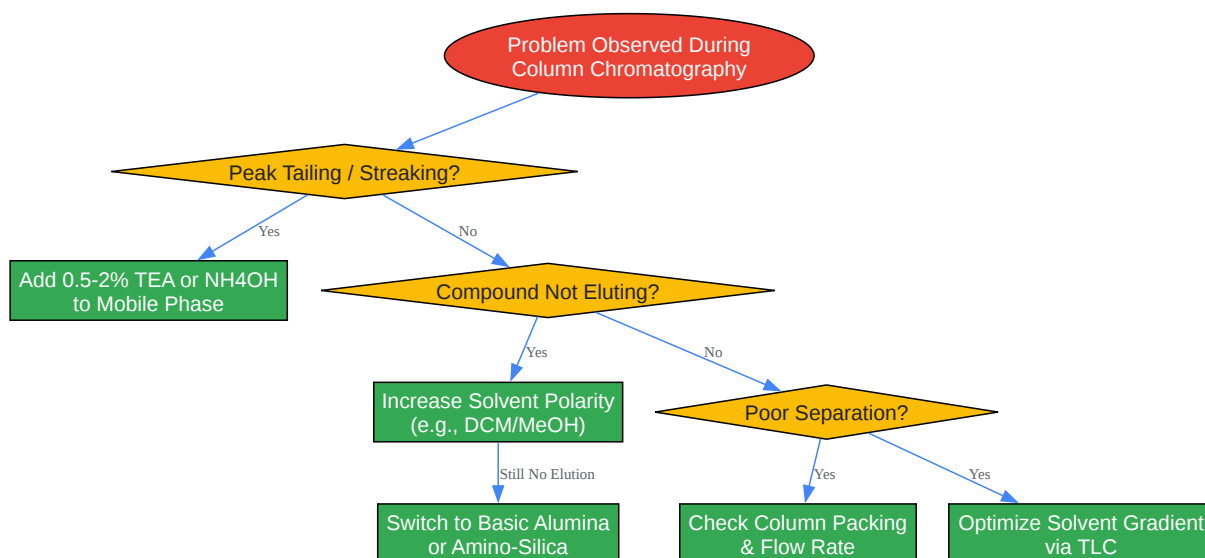 Problem Observed During
Column Chromatography
Peak Tailing / Streaking?
Yes
No
Add 0.5-2% TEA or NH4OH
to Mobile Phase
Compound Not Eluting?
Yes
No
Increase Solvent Polarity
(e.g., DCM/MeOH)
Poor Separation?
Still No Elution
Yes
Yes
Switch to Basic Alumina
or Amino-Silica
Check Column Packing
& Flow Rate
Optimize Solvent Gradient
via TLC